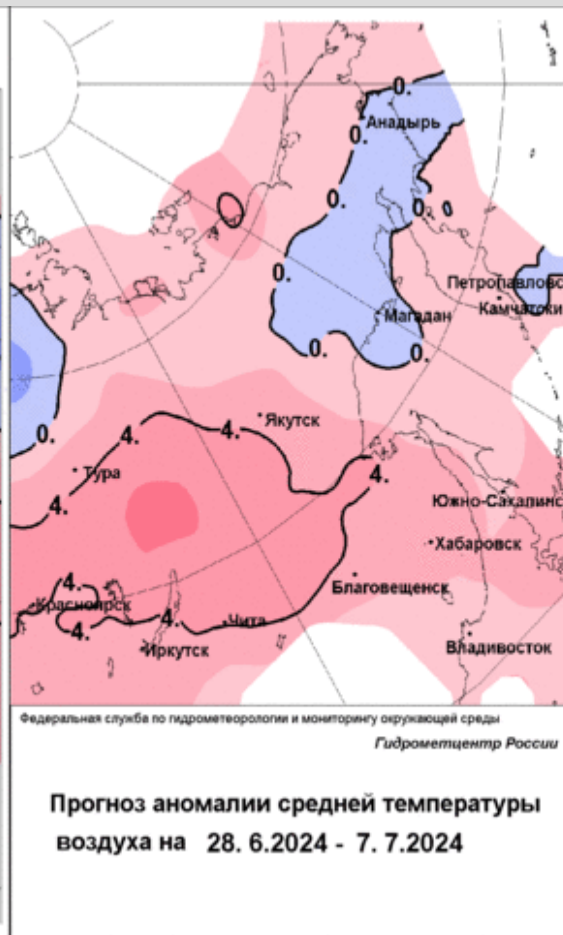 0.
Анадырь
0.
0.
0.
0.
Петропавловс
Камчатски
Магадан
0.
0.
Якутск
4.
4.
0.
Тура
4.
4.
Южно-Сахалинс
Хабаровск
4.
Благовещенск
Красноярск
4.
4.
Чита
Иркутск
Владивосток
Федеральная служба по гидрометеорологии и мониторингу окружающей среды
Гидрометцентр России
Прогноз аномалии средней температуры
воздуха на 28. 6.2024 - 7. 7.2024